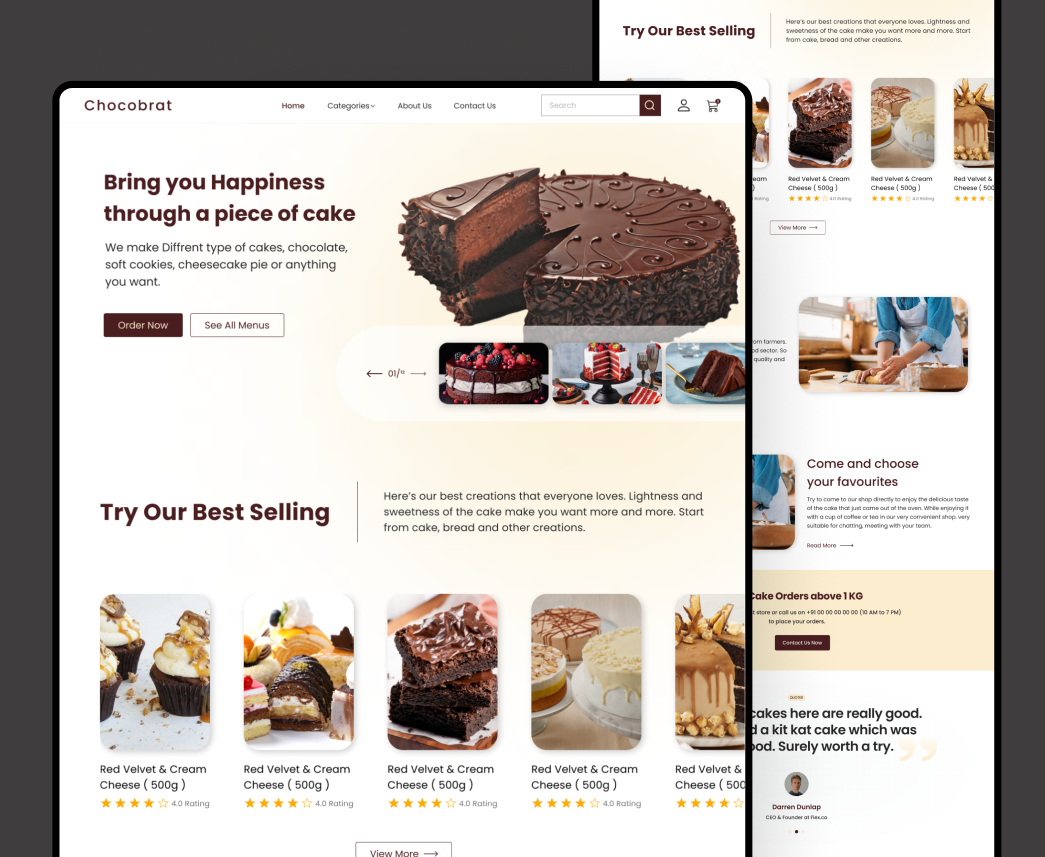 Chocobrat
Home Categories About Us Contact Us Search
Bring you Happiness
through a piece of cake
We make Diffrent type of cakes, chocolate,
soft cookies, cheesecake pie or anything
you want.
Order Now See All Menus
01/
Try Our Best Selling
Here's our best creations that everyone loves. Lightness and
sweetness of the cake make you want more and more. Start
from cake, bread and other creations.
Red Velvet & Cream
Cheese ( 500g )
4.0 Rating
Red Velvet & Cream
Cheese ( 500g )
4.0 Rating
Red Velvet & Cream
Cheese ( 500g )
4.0 Rating
Red Velvet & Cream
Cheese ( 500g )
4.0 Rating
Red Velvet &
Cheese ( 500
View More
Try Our Best Selling
Here's our best creations that everyone loves. Lightness and
sweetness of the cake make you want more and more. Start
from cake, bread and other creations.
eam
Rating
Red Velvet & Cream
Cheese ( 500g )
4.0 Rating
Red Velvet & Cream
Cheese ( 500g )
4.0 Rating
Red Velvet &
Cheese ( 500
View More
om farmers.
od sector. So
quality and
Come and choose
your favourites
Try to come to our shop directly to enjoy the delicious taste
of the cake that just came out of the oven. While enjoying it
with a cup of coffee or tea in our very convenient shop. very
suitable for chatting, meeting with your team.
Read More
Cake Orders above 1 KG
t store or call us on +91 00 00 00 00 00 (10 AM to 7 PM)
to place your orders.
Contact Us Now
QUOTES
cakes here are really good.
d a kit kat cake which was
ood. Surely worth a try.
Darren Dunlap
CEO & Founder at Flex.co